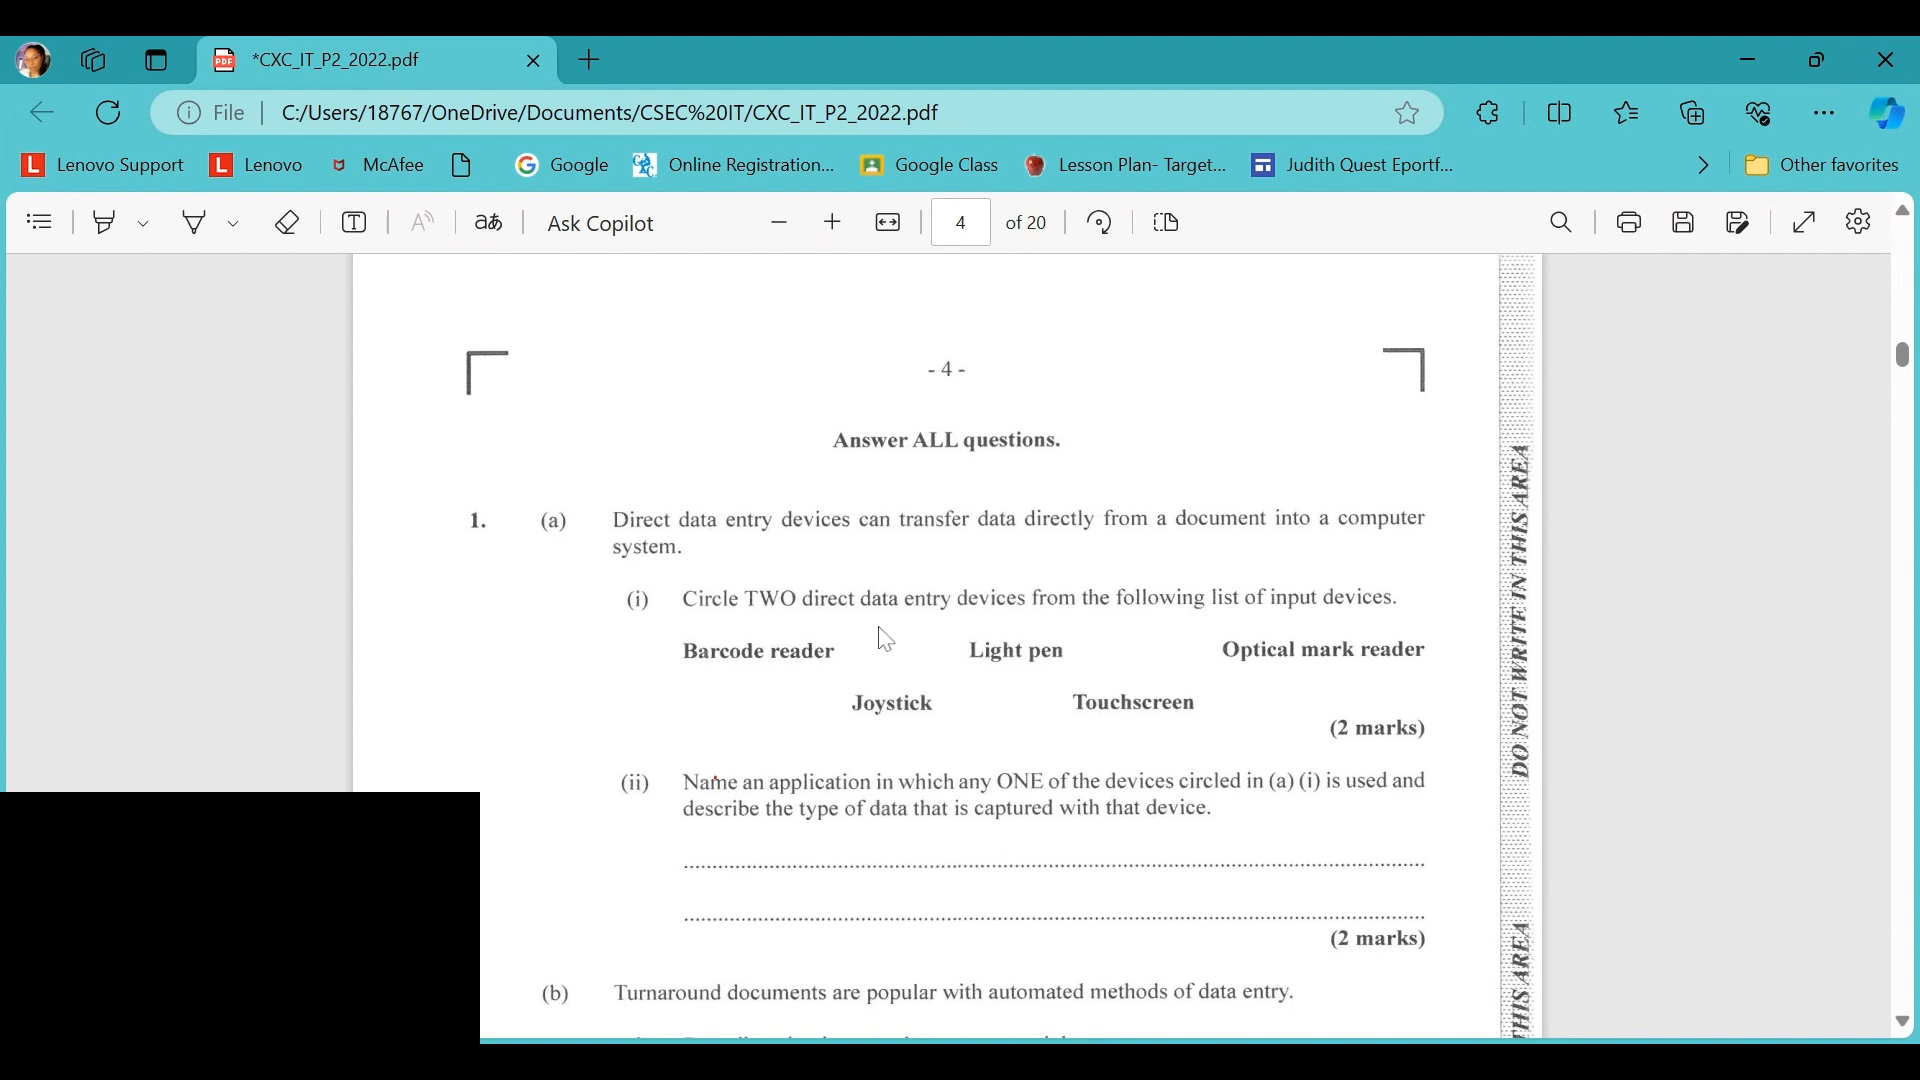 *CXC_IT_P2_2022.pdf
File
C:/Users/18767/OneDrive/Documents/CSEC%20IT/CXC_IT_P2_2022.pdf
L Lenovo Support
L Lenovo
McAfee
Google
Online Registration...
Google Class
Lesson Plan- Target...
Judith Quest Eportf...
Other favorites
aあ
Ask Copilot
4
of 20
- 4 -
Answer ALL questions.
1. (a) Direct data entry devices can transfer data directly from a document into a computer
system.
(i) Circle TWO direct data entry devices from the following list of input devices.
Barcode reader Light pen Optical mark reader
Joystick Touchscreen
(2 marks)
(ii) Name an application in which any ONE of the devices circled in (a) (i) is used and
describe the type of data that is captured with that device.
(2 marks)
(b) Turnaround documents are popular with automated methods of data entry.
DO NOT WRITE IN THIS AREA
THIS AREA